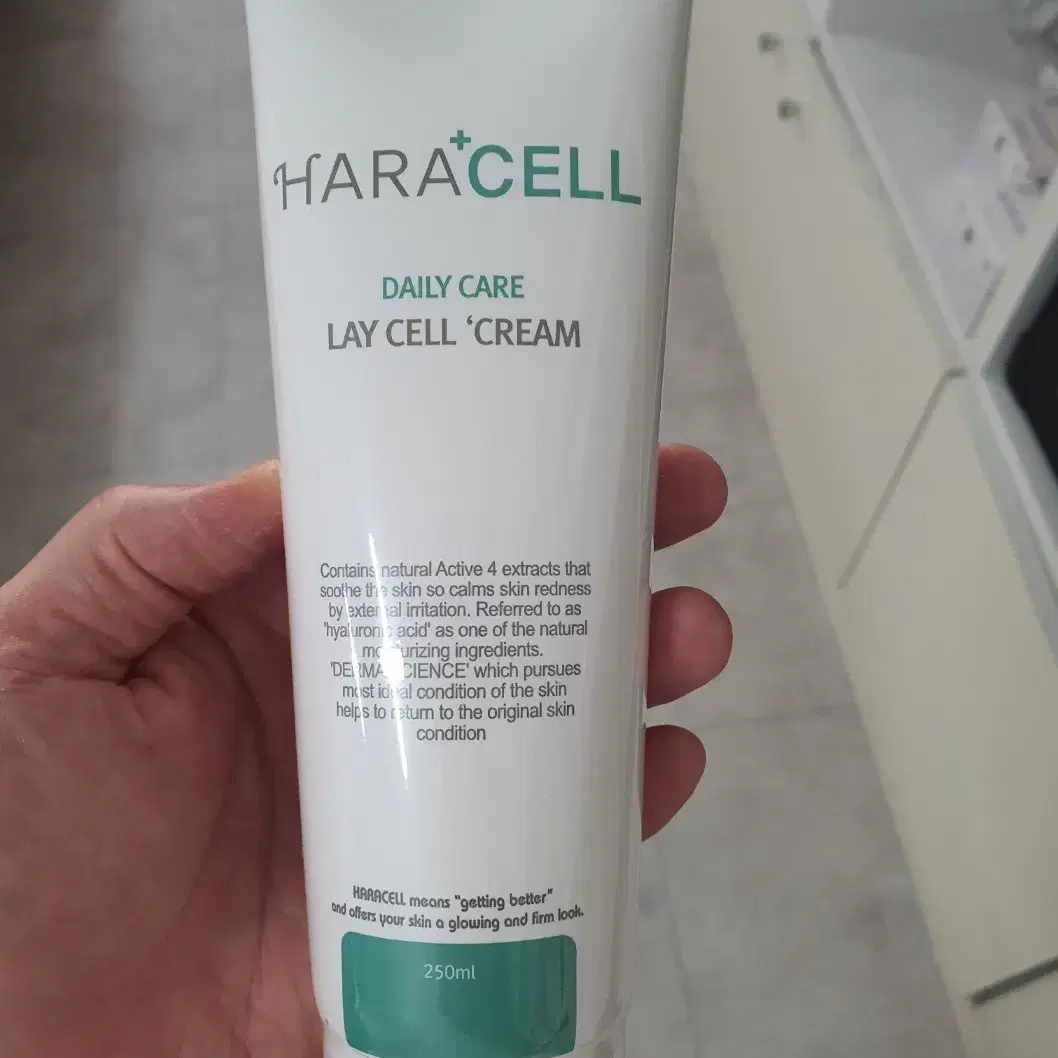 HARA+CELL
DAILY CARE
LAY CELL ‘CREAM
Contains natural Active 4 extracts that
soothe the skin so calms skin redness
by external irritation. Referred to as
'hyaluronic acid' as one of the natural
moisturizing ingredients.
'DERMA SCIENCE' which pursues
most ideal condition of the skin
helps to return to the original skin
condition
HARACELL means "getting better"
and offers your skin a glowing and firm look.
250ml